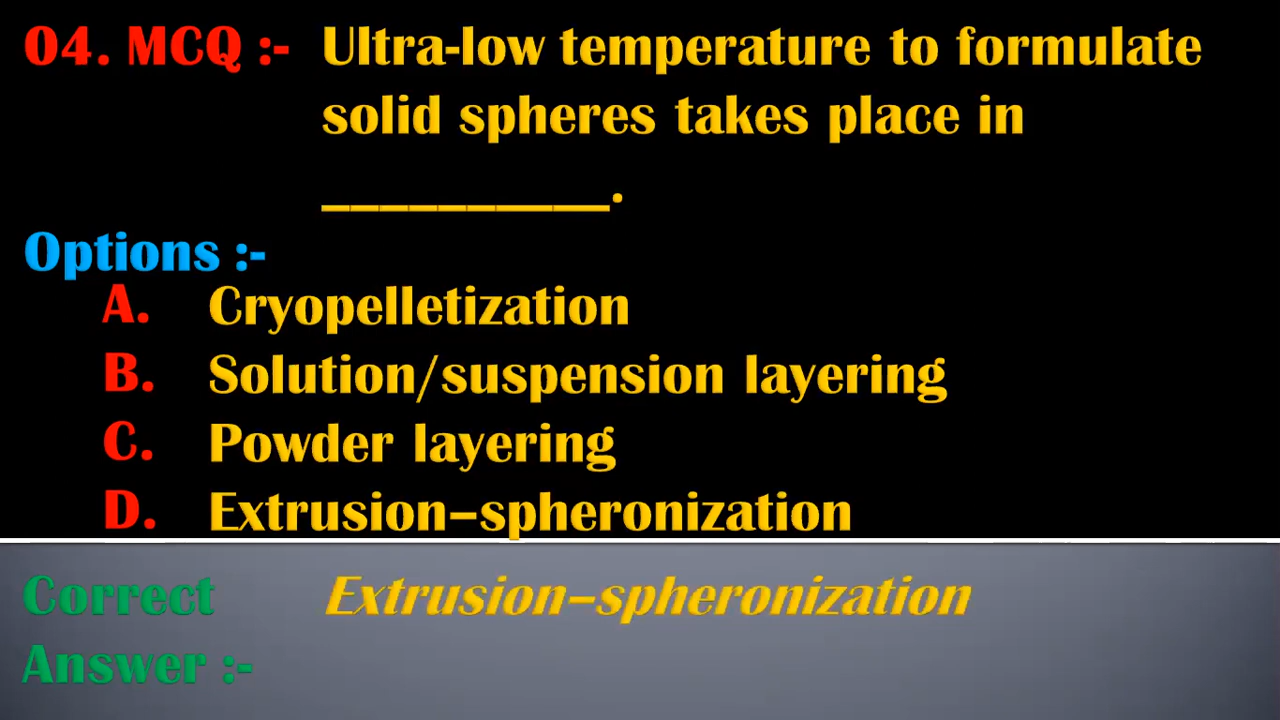 04. MCQ :- Ultra-low temperature to formulate
solid spheres takes place in
__________.
Options :-
A. Cryopelletization
B. Solution/suspension layering
C. Powder layering
D. Extrusion–spheronization
Correct Extrusion–spheronization
Answer :-